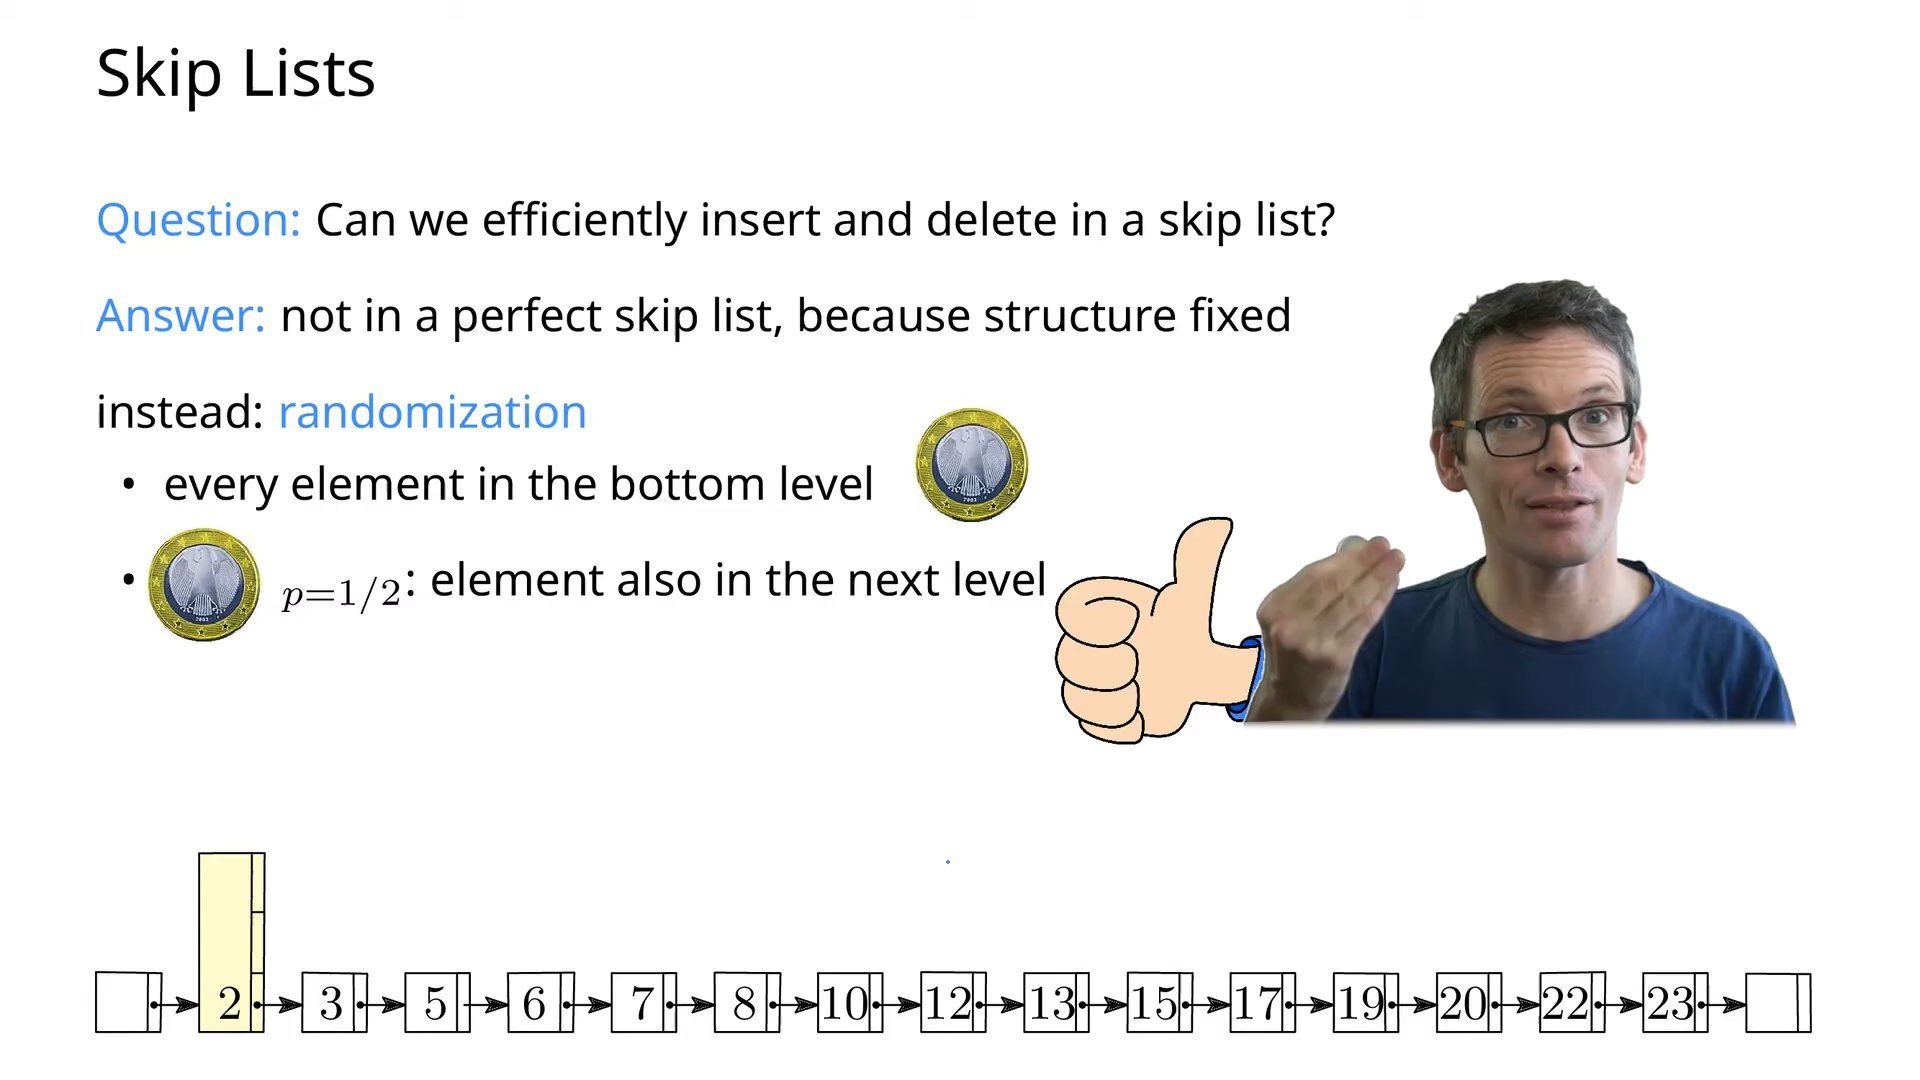 Skip Lists
Question: Can we efficiently insert and delete in a skip list?
Answer: not in a perfect skip list, because structure fixed
instead: randomization
• every element in the bottom level
• p=1/2: element also in the next level
2 3 5 6 7 8 10 12 13 15 17 19 20 22 23